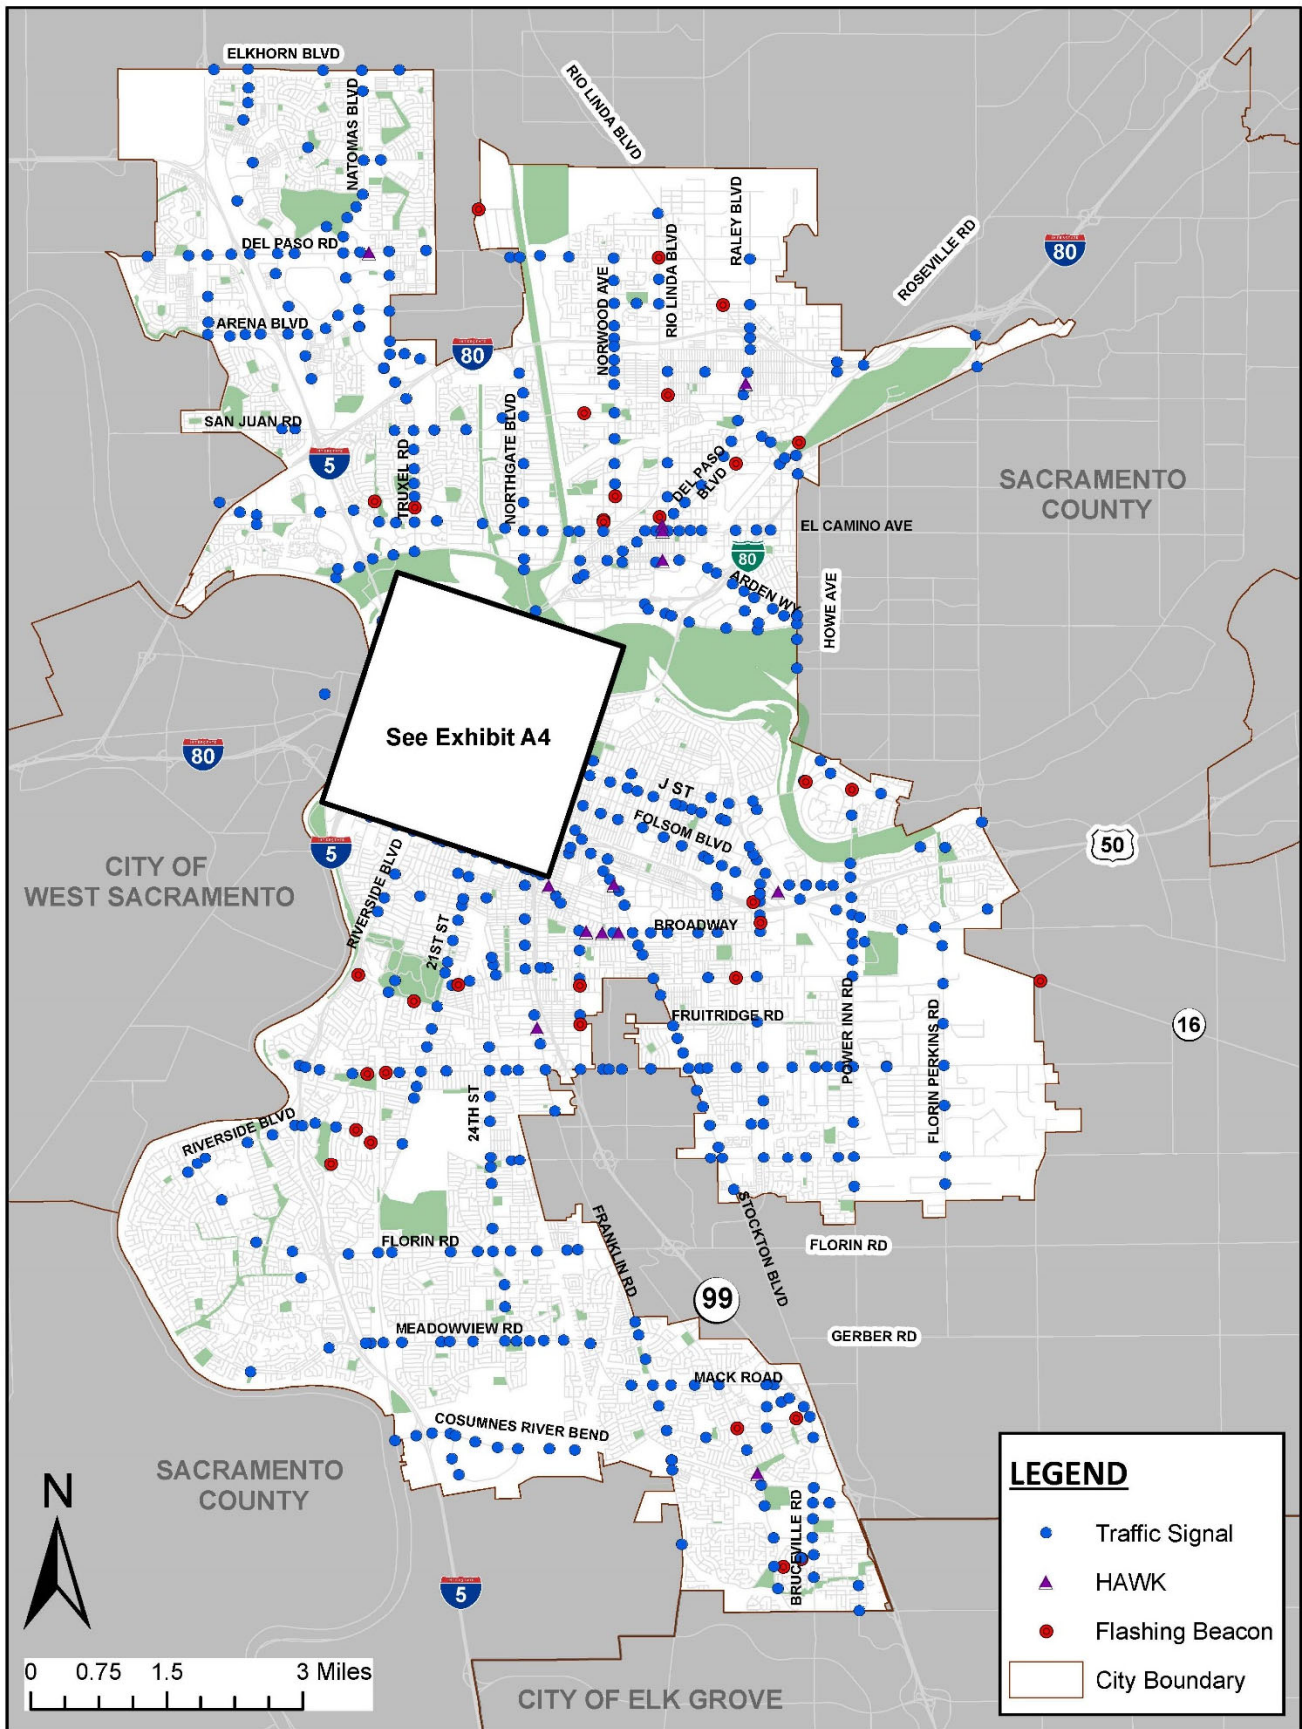 ELKHORN BLVD
RIO LINDA BLVD
NATOMAS BLVD
RALEY BLVD
RIO LINDA BLVD
ROSEVILLE RD
INTERSTATE
80
DEL PASO RD
NORWOOD AVE
ARENA BLVD
INTERSTATE
80
SAN JUAN RD
INTERSTATE
5
TRUXEL RD
NORTHGATE BLVD
DEL PASO
BLVD
SACRAMENTO
COUNTY
EL CAMINO AVE
80
ARDEN WY
HOWE AVE
See Exhibit A4
INTERSTATE
80
J ST
FOLSOM BLVD
INTERSTATE
5
50
CITY OF
WEST SACRAMENTO
RIVERSIDE BLVD
21ST ST
BROADWAY
FRUITRIDGE RD
POWER INN RD
FLORIN PERKINS RD
16
24TH ST
RIVERSIDE BLVD
FRANKLIN RD
STOCKTON BLVD
FLORIN RD
FLORIN RD
99
MEADOWVIEW RD
GERBER RD
MACK ROAD
COSUMNES RIVER BEND
SACRAMENTO
COUNTY
BRUCEVILLE RD
N
INTERSTATE
5
0 0.75 1.5 3 Miles
CITY OF ELK GROVE
LEGEND
Traffic Signal
HAWK
Flashing Beacon
City Boundary